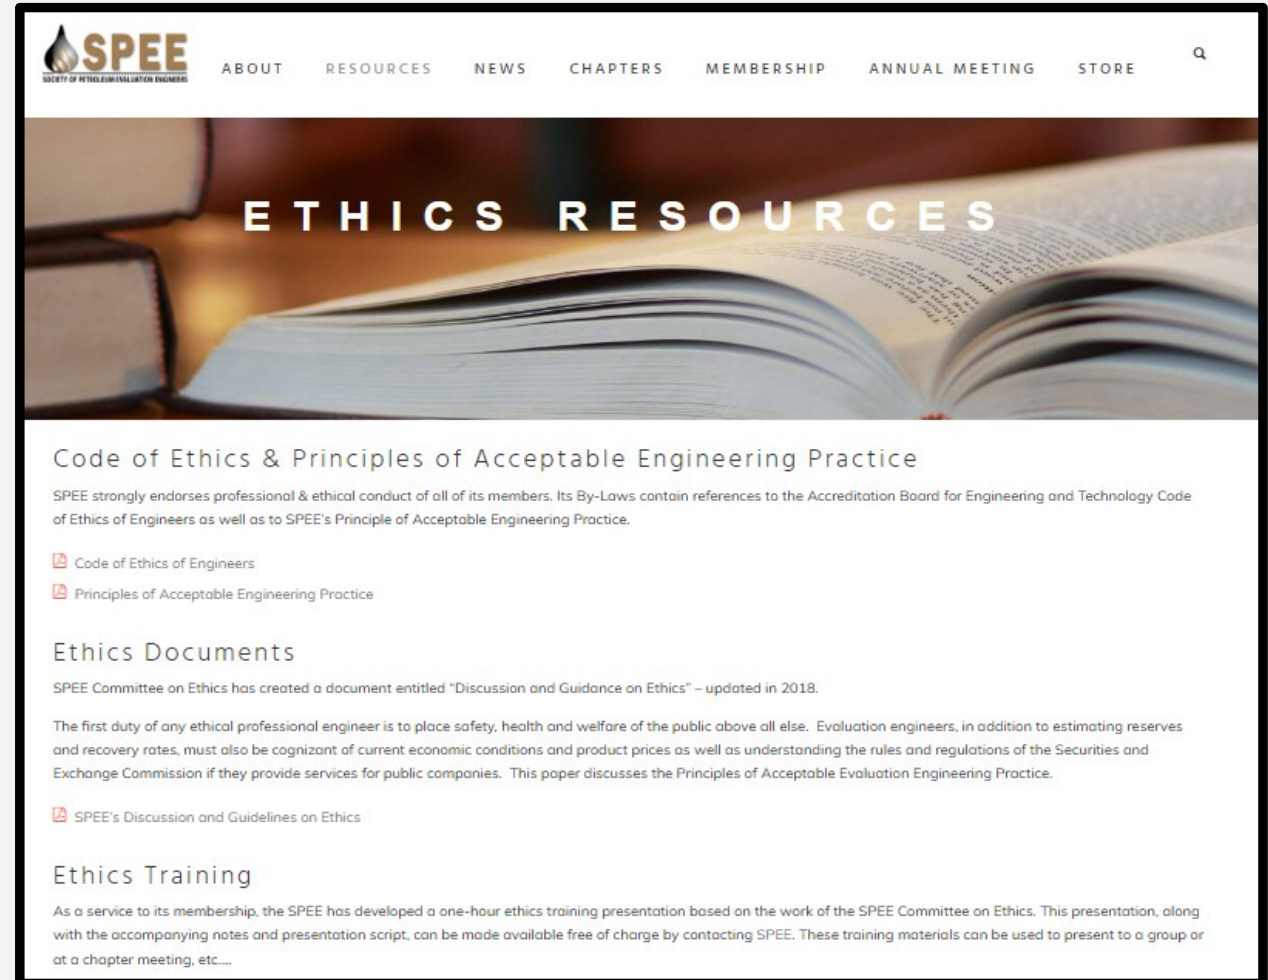 SPEE
SOCIETY OF PETROLEUM EVALUATION ENGINEERS
ABOUT RESOURCES NEWS CHAPTERS MEMBERSHIP ANNUAL MEETING STORE
ETHICS RESOURCES
Code of Ethics & Principles of Acceptable Engineering Practice
SPEE strongly endorses professional & ethical conduct of all of its members. Its By-Laws contain references to the Accreditation Board for Engineering and Technology Code
of Ethics of Engineers as well as to SPEE's Principle of Acceptable Engineering Practice.
Code of Ethics of Engineers
Principles of Acceptable Engineering Practice
Ethics Documents
SPEE Committee on Ethics has created a document entitled "Discussion and Guidance on Ethics" – updated in 2018.
The first duty of any ethical professional engineer is to place safety, health and welfare of the public above all else. Evaluation engineers, in addition to estimating reserves
and recovery rates, must also be cognizant of current economic conditions and product prices as well as understanding the rules and regulations of the Securities and
Exchange Commission if they provide services for public companies. This paper discusses the Principles of Acceptable Evaluation Engineering Practice.
SPEE's Discussion and Guidelines on Ethics
Ethics Training
As a service to its membership, the SPEE has developed a one-hour ethics training presentation based on the work of the SPEE Committee on Ethics. This presentation, along
with the accompanying notes and presentation script, can be made available free of charge by contacting SPEE. These training materials can be used to present to a group or
at a chapter meeting, etc....